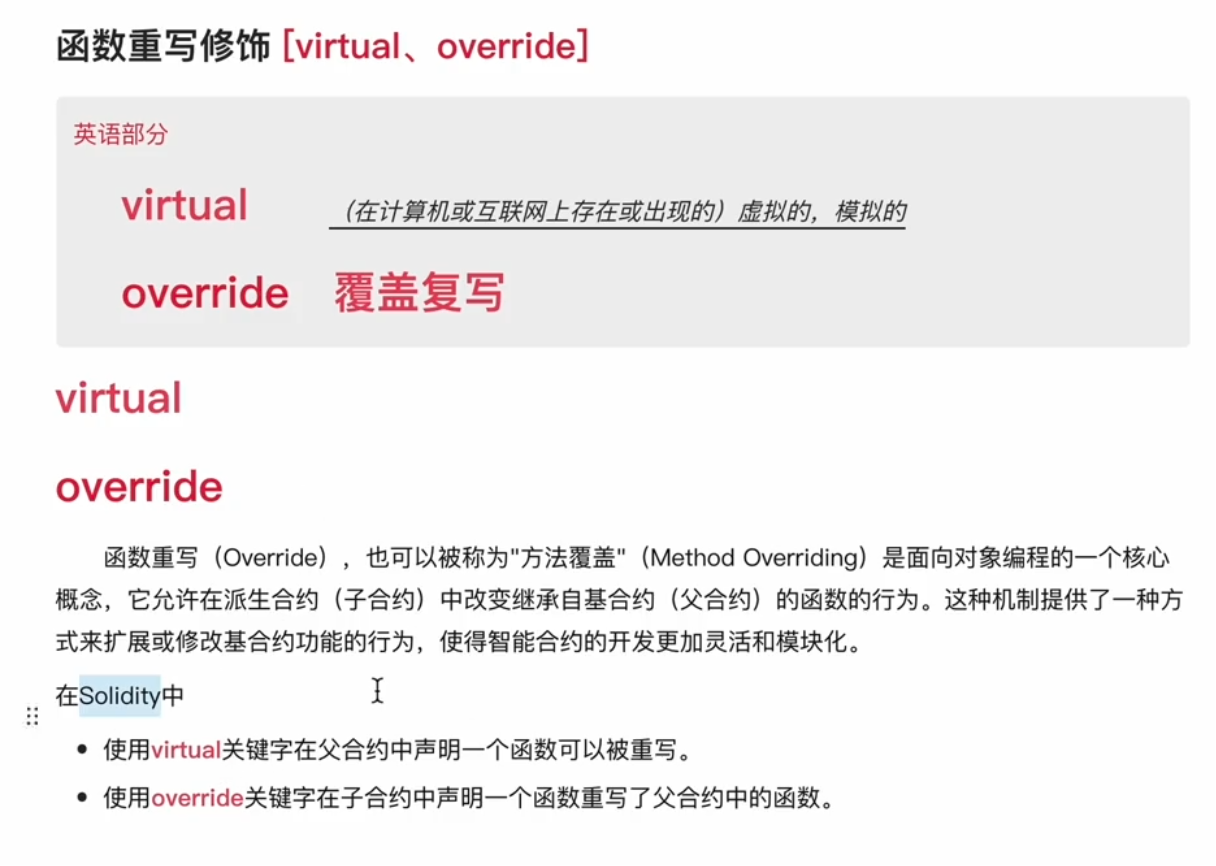 函数重写修饰 [virtual、override]
英语部分
virtual （在计算机或互联网上存在或出现的）虚拟的，模拟的
override 覆盖复写
virtual
override
函数重写（Override），也可以被称为"方法覆盖"（Method Overriding）是面向对象编程的一个核心
概念，它允许在派生合约（子合约）中改变继承自基合约（父合约）的函数的行为。这种机制提供了一种方
式来扩展或修改基合约功能的行为，使得智能合约的开发更加灵活和模块化。
在Solidity中
• 使用virtual关键字在父合约中声明一个函数可以被重写。
• 使用override关键字在子合约中声明一个函数重写了父合约中的函数。